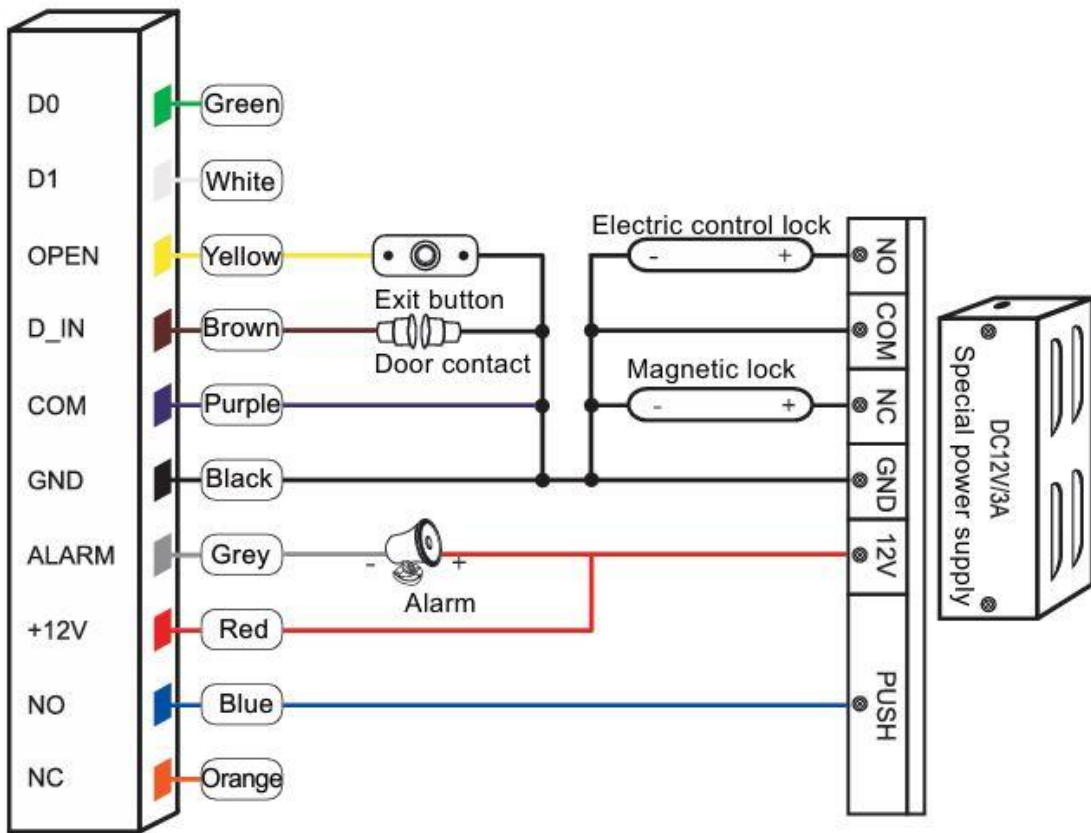 D0 Green
D1 White
Electric control lock
OPEN Yellow - + NO
Exit button
D_IN Brown COM
Door contact
Magnetic lock
COM Purple - + NC
GND Black GND
ALARM Grey - + 12V
Alarm
+12V Red
NO Blue PUSH
NC Orange
DC12V/3A
Special power supply